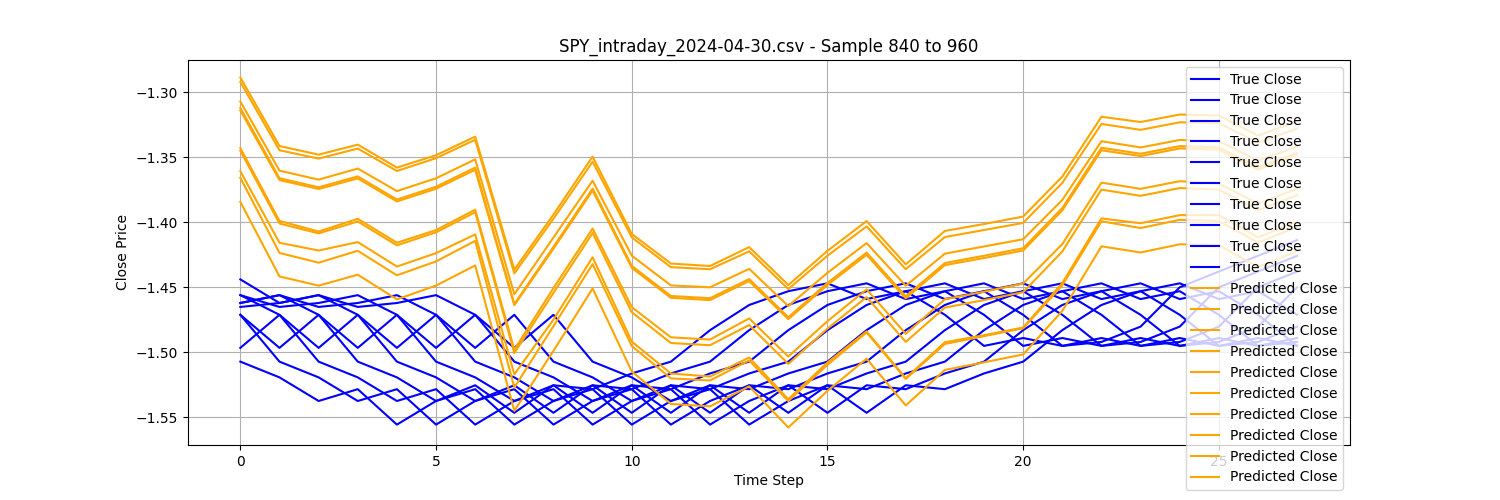 SPY_intraday_2024-04-30.csv - Sample 840 to 960
Close Price
−1.30
−1.35
−1.40
−1.45
−1.50
−1.55
0
5
10
15
20
25
Time Step
True Close
True Close
True Close
True Close
True Close
True Close
True Close
True Close
True Close
True Close
Predicted Close
Predicted Close
Predicted Close
Predicted Close
Predicted Close
Predicted Close
Predicted Close
Predicted Close
Predicted Close
Predicted Close